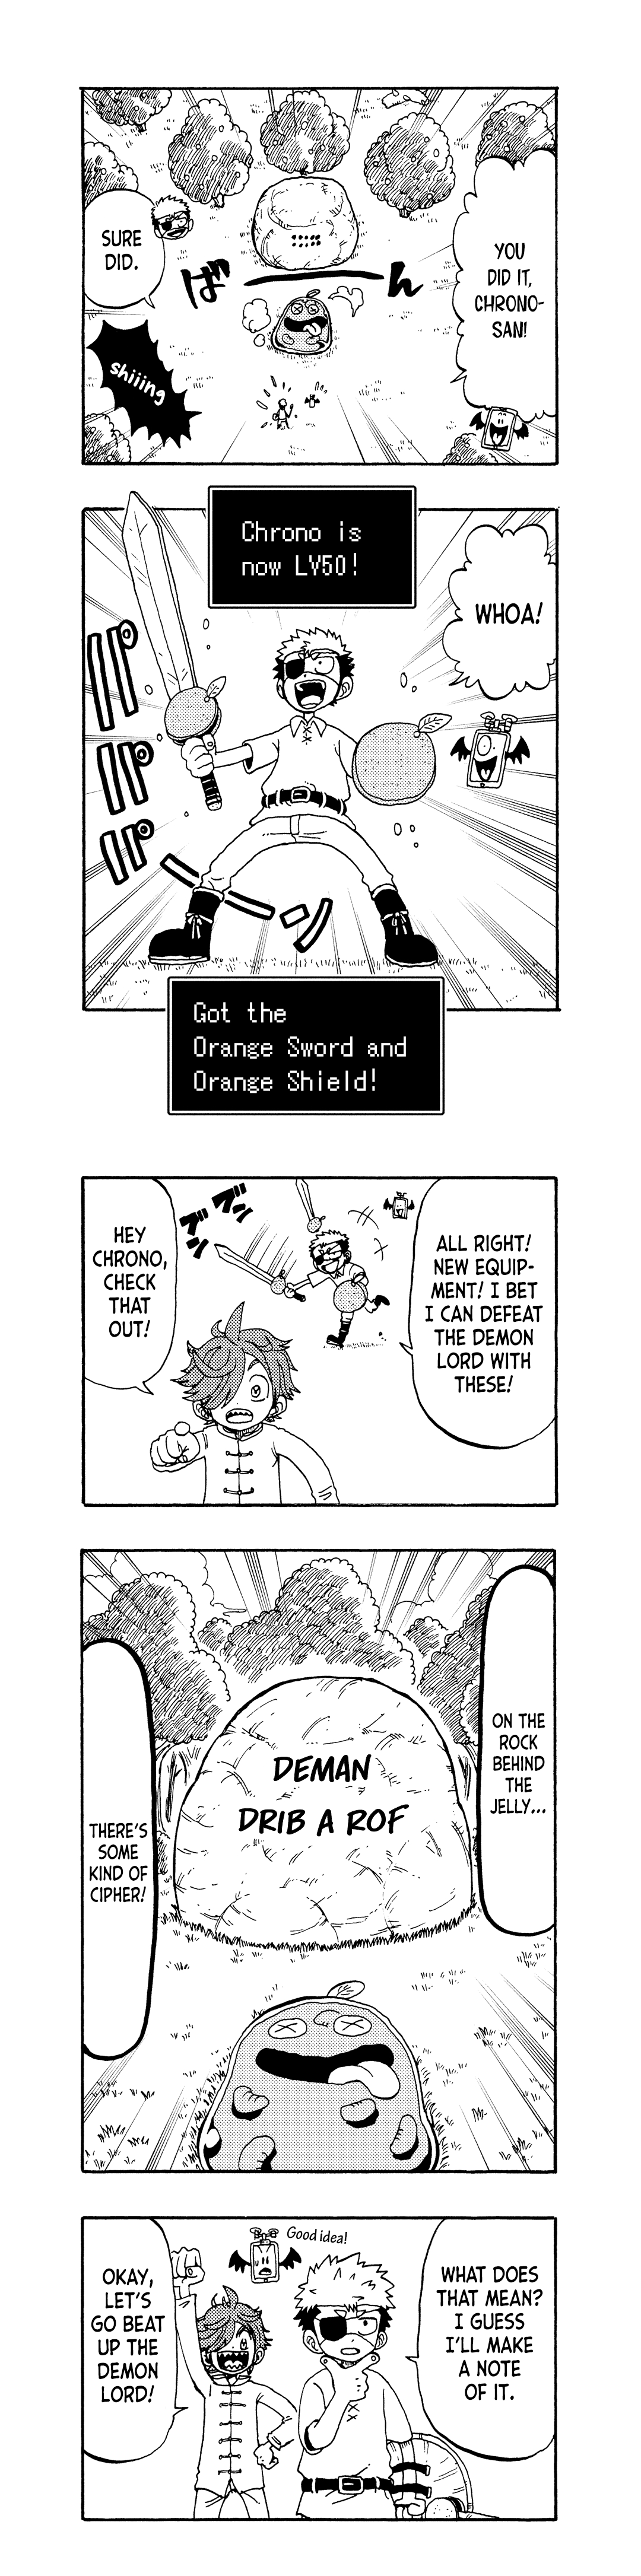 YOU
DID IT,
CHRONO-
SAN!
SURE
DID.
ばーん
shiiing
Chrono is
now LV50!
WHOA!
パパパーン
Got the
Orange Sword and
Orange Shield!
ALL RIGHT!
NEW EQUIP-
MENT! I BET
I CAN DEFEAT
THE DEMON
LORD WITH
THESE!
ブン
ブン
HEY
CHRONO,
CHECK
THAT
OUT!
ON THE
ROCK
BEHIND
THE
JELLY...
DEMAN
DRIB A ROF
THERE'S
SOME
KIND OF
CIPHER!
WHAT DOES
THAT MEAN?
I GUESS
I'LL MAKE
A NOTE
OF IT.
Good idea!
OKAY,
LET'S
GO BEAT
UP THE
DEMON
LORD!